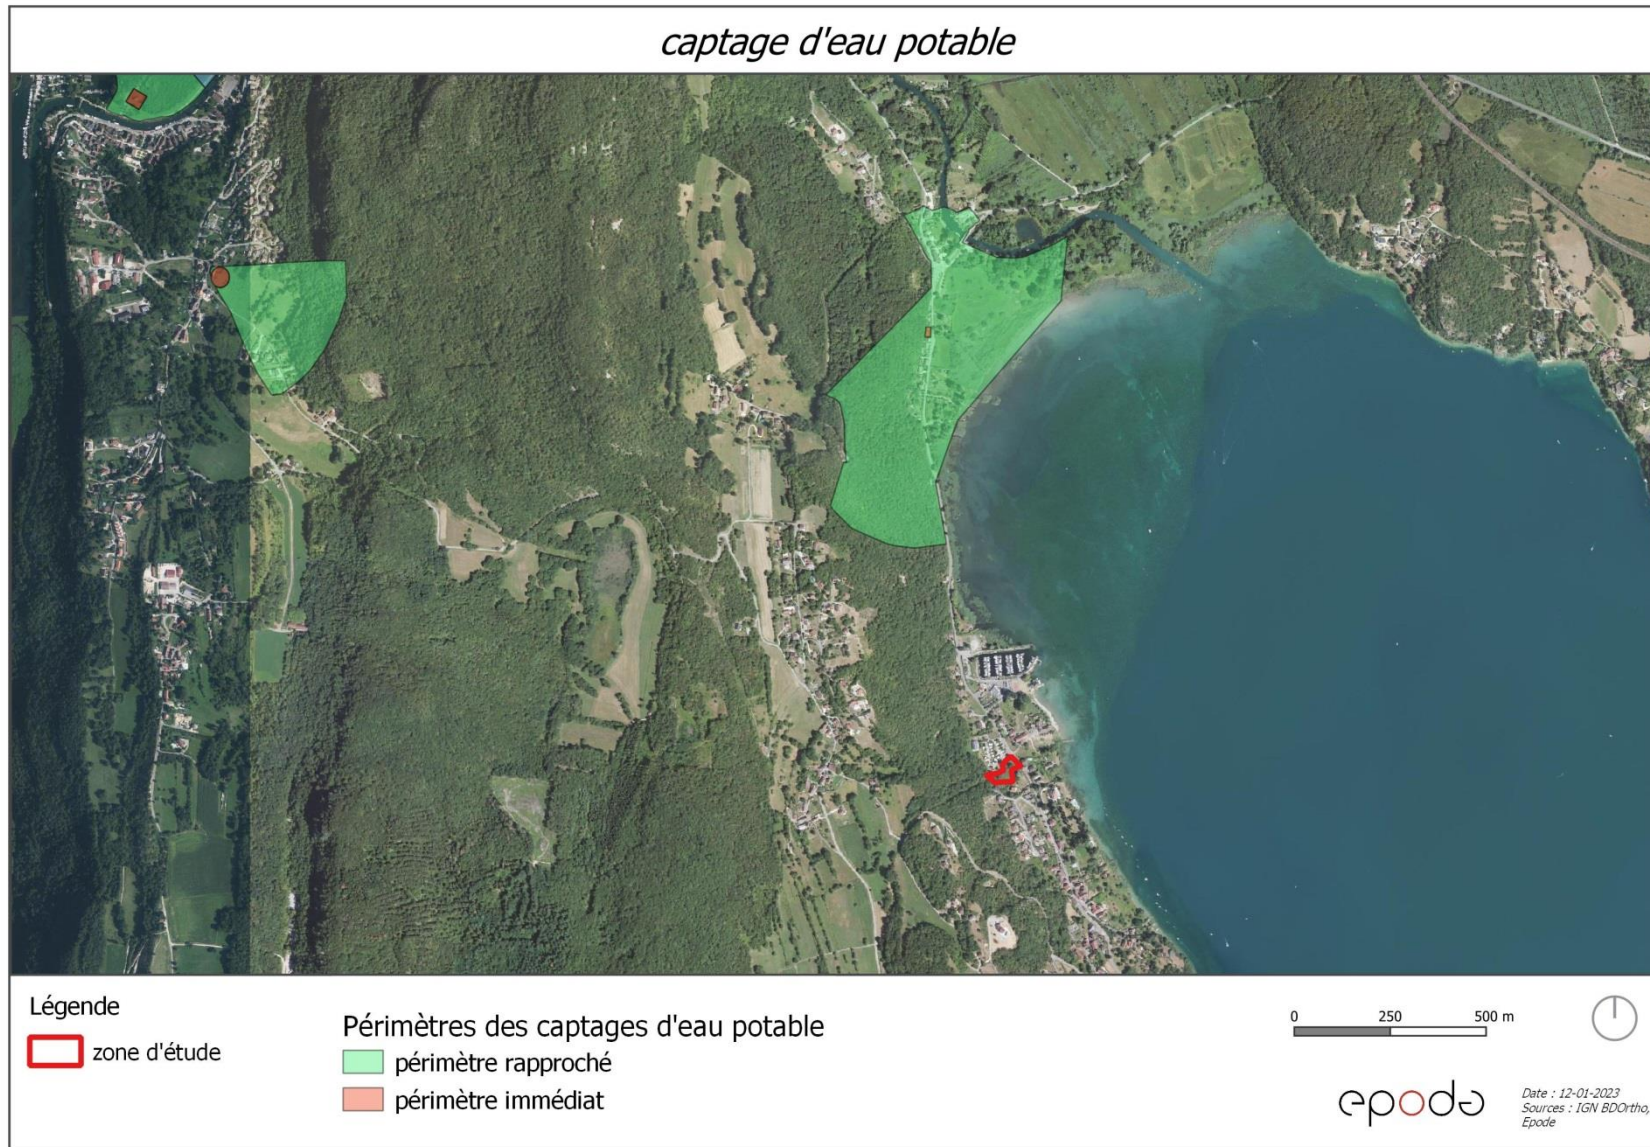 captage d'eau potable
Légende
zone d'étude
Périmètres des captages d'eau potable
périmètre rapproché
périmètre immédiat
0 250 500 m
epode
Date : 12-01-2023
Sources : IGN BDOrtho,
Epode